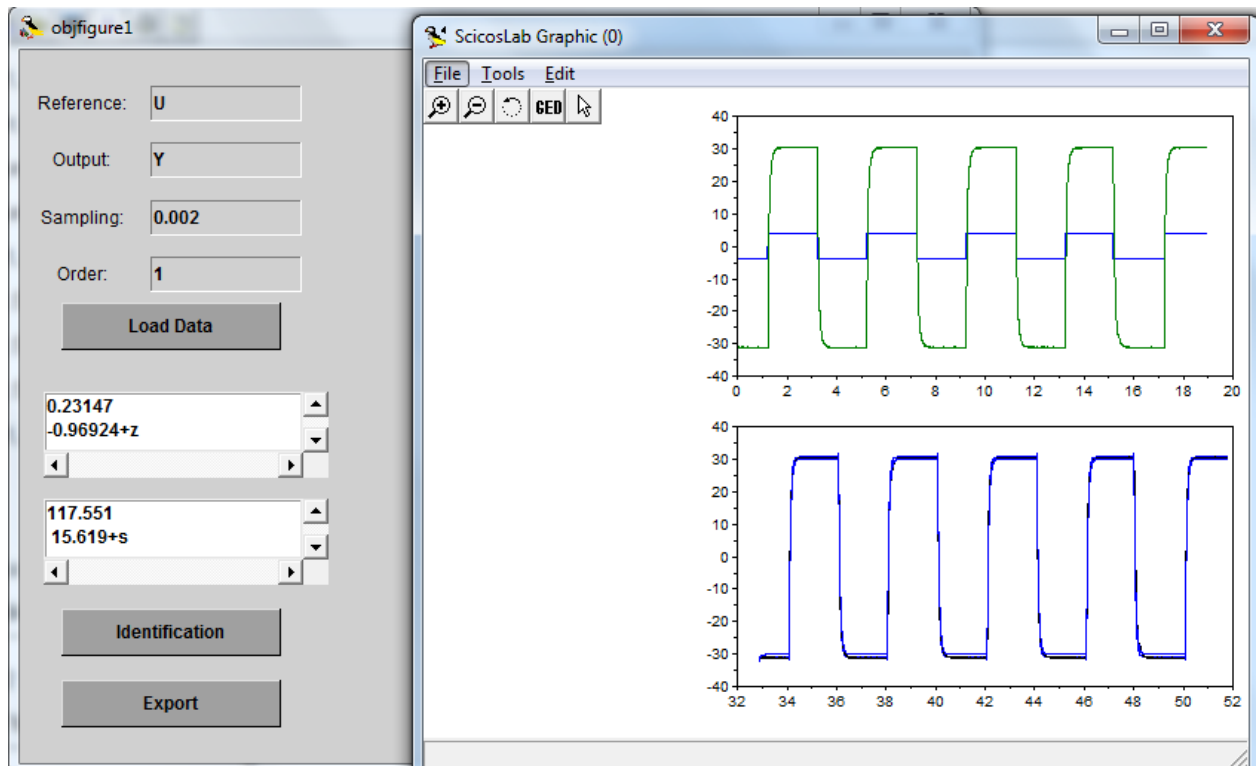 objfigure1
Reference: U
Output: Y
Sampling: 0.002
Order: 1
Load Data
0.23147
-0.96924+z
117.551
15.619+s
Identification
Export
ScicosLab Graphic (0)
File Tools Edit
GED
40
30
20
10
0
-10
-20
-30
-40
0 2 4 6 8 10 12 14 16 18 20
40
30
20
10
0
-10
-20
-30
-40
32 34 36 38 40 42 44 46 48 50 52